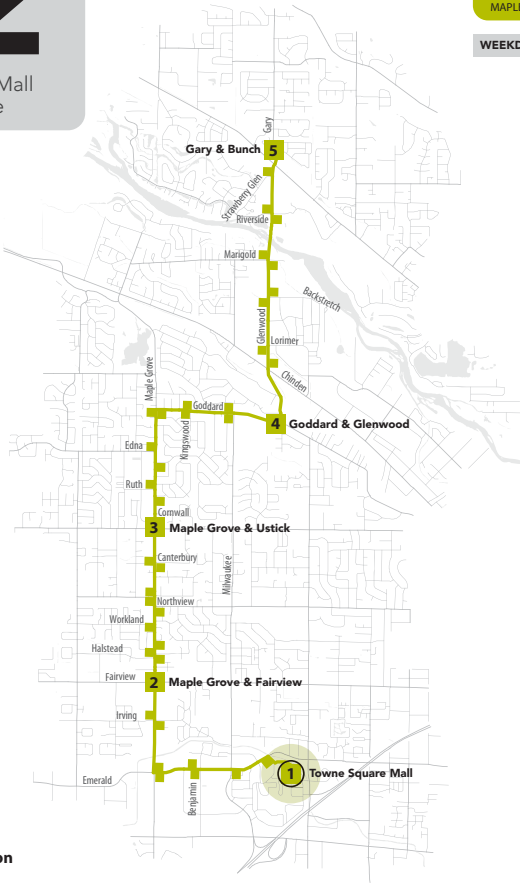 2
Mall
e
MAPLE
WEEKD
Gary
Gary & Bunch 5
Strawberry Glen
Riverside
Marigold
Backstretch
Glenwood
Lorimer
Chinden
Maple Grove
Goddard
Kingswood
4 Goddard & Glenwood
Edna
Ruth
Cornwall
3 Maple Grove & Ustick
Canterbury
Milwaukee
Northview
Workland
Halstead
Fairview
2 Maple Grove & Fairview
Irving
1 Towne Square Mall
Emerald
Benjamin
on